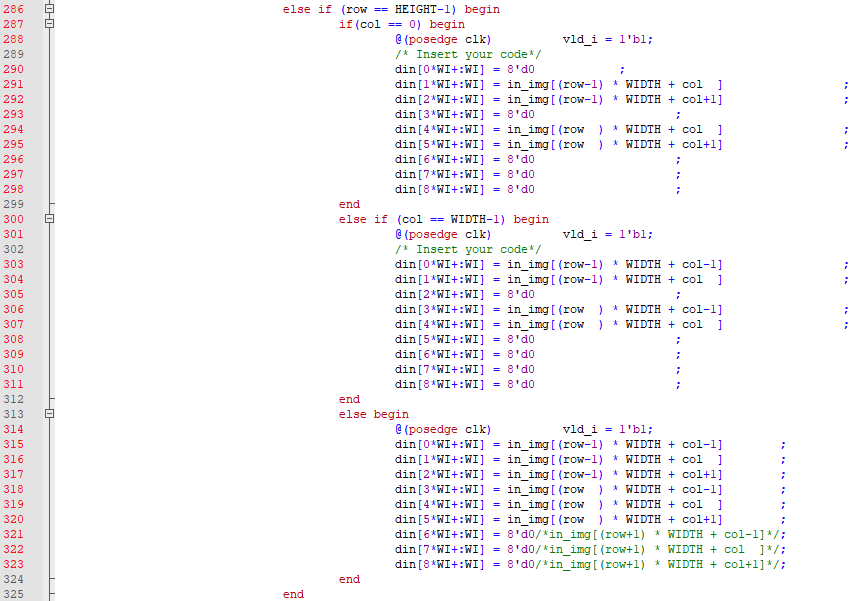 286 else if (row == HEIGHT-1) begin
287 if(col == 0) begin
288 @(posedge clk) vld_i = 1'b1;
289 /* Insert your code*/
290 din[0*WI+:WI] = 8'd0 ;
291 din[1*WI+:WI] = in_img[(row-1) * WIDTH + col  ] ;
292 din[2*WI+:WI] = in_img[(row-1) * WIDTH + col+1] ;
293 din[3*WI+:WI] = 8'd0 ;
294 din[4*WI+:WI] = in_img[(row  ) * WIDTH + col  ] ;
295 din[5*WI+:WI] = in_img[(row  ) * WIDTH + col+1] ;
296 din[6*WI+:WI] = 8'd0 ;
297 din[7*WI+:WI] = 8'd0 ;
298 din[8*WI+:WI] = 8'd0 ;
299 end
300 else if (col == WIDTH-1) begin
301 @(posedge clk) vld_i = 1'b1;
302 /* Insert your code*/
303 din[0*WI+:WI] = in_img[(row-1) * WIDTH + col-1] ;
304 din[1*WI+:WI] = in_img[(row-1) * WIDTH + col  ] ;
305 din[2*WI+:WI] = 8'd0 ;
306 din[3*WI+:WI] = in_img[(row  ) * WIDTH + col-1] ;
307 din[4*WI+:WI] = in_img[(row  ) * WIDTH + col  ] ;
308 din[5*WI+:WI] = 8'd0 ;
309 din[6*WI+:WI] = 8'd0 ;
310 din[7*WI+:WI] = 8'd0 ;
311 din[8*WI+:WI] = 8'd0 ;
312 end
313 else begin
314 @(posedge clk) vld_i = 1'b1;
315 din[0*WI+:WI] = in_img[(row-1) * WIDTH + col-1] ;
316 din[1*WI+:WI] = in_img[(row-1) * WIDTH + col  ] ;
317 din[2*WI+:WI] = in_img[(row-1) * WIDTH + col+1] ;
318 din[3*WI+:WI] = in_img[(row  ) * WIDTH + col-1] ;
319 din[4*WI+:WI] = in_img[(row  ) * WIDTH + col  ] ;
320 din[5*WI+:WI] = in_img[(row  ) * WIDTH + col+1] ;
321 din[6*WI+:WI] = 8'd0/*in_img[(row+1) * WIDTH + col-1]*/;
322 din[7*WI+:WI] = 8'd0/*in_img[(row+1) * WIDTH + col  ]*/;
323 din[8*WI+:WI] = 8'd0/*in_img[(row+1) * WIDTH + col+1]*/;
324 end
325 end